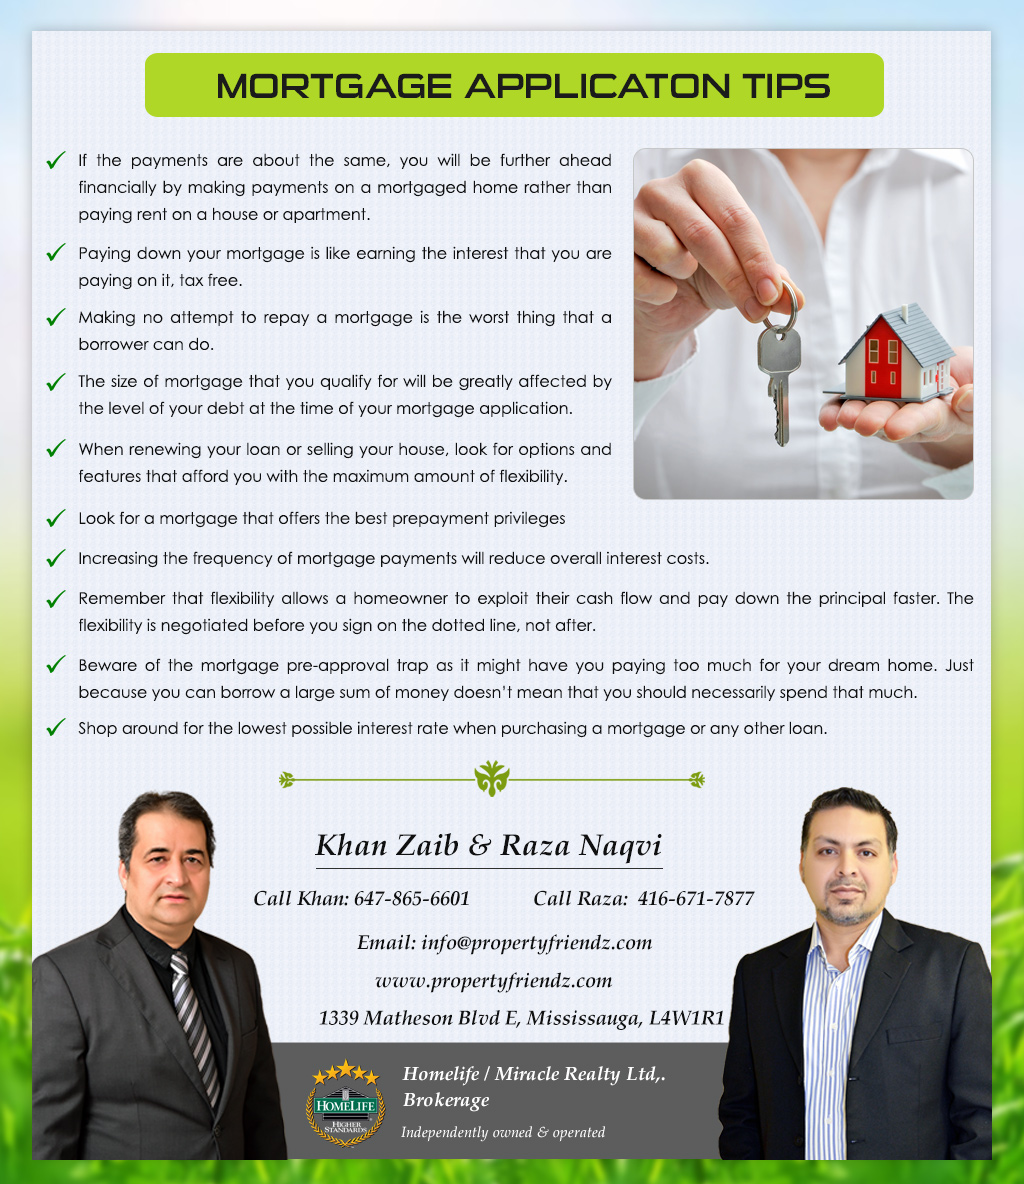 MORTGAGE APPLICATON TIPS
If the payments are about the same, you will be further ahead
financially by making payments on a mortgaged home rather than
paying rent on a house or apartment.
Paying down your mortgage is like earning the interest that you are
paying on it, tax free.
Making no attempt to repay a mortgage is the worst thing that a
borrower can do.
The size of mortgage that you qualify for will be greatly affected by
the level of your debt at the time of your mortgage application.
When renewing your loan or selling your house, look for options and
features that afford you with the maximum amount of flexibility.
Look for a mortgage that offers the best prepayment privileges
Increasing the frequency of mortgage payments will reduce overall interest costs.
Remember that flexibility allows a homeowner to exploit their cash flow and pay down the principal faster. The
flexibility is negotiated before you sign on the dotted line, not after.
Beware of the mortgage pre-approval trap as it might have you paying too much for your dream home. Just
because you can borrow a large sum of money doesn't mean that you should necessarily spend that much.
Shop around for the lowest possible interest rate when purchasing a mortgage or any other loan.
Khan Zaib & Raza Naqvi
Call Khan: 647-865-6601 Call Raza: 416-671-7877
Email: info@propertyfriendz.com
www.propertyfriendz.com
1339 Matheson Blvd E, Mississauga, L4W1R1
Homelife / Miracle Realty Ltd,.
Brokerage
Independently owned & operated
HOMELIFE
HIGHER
STANDARDS